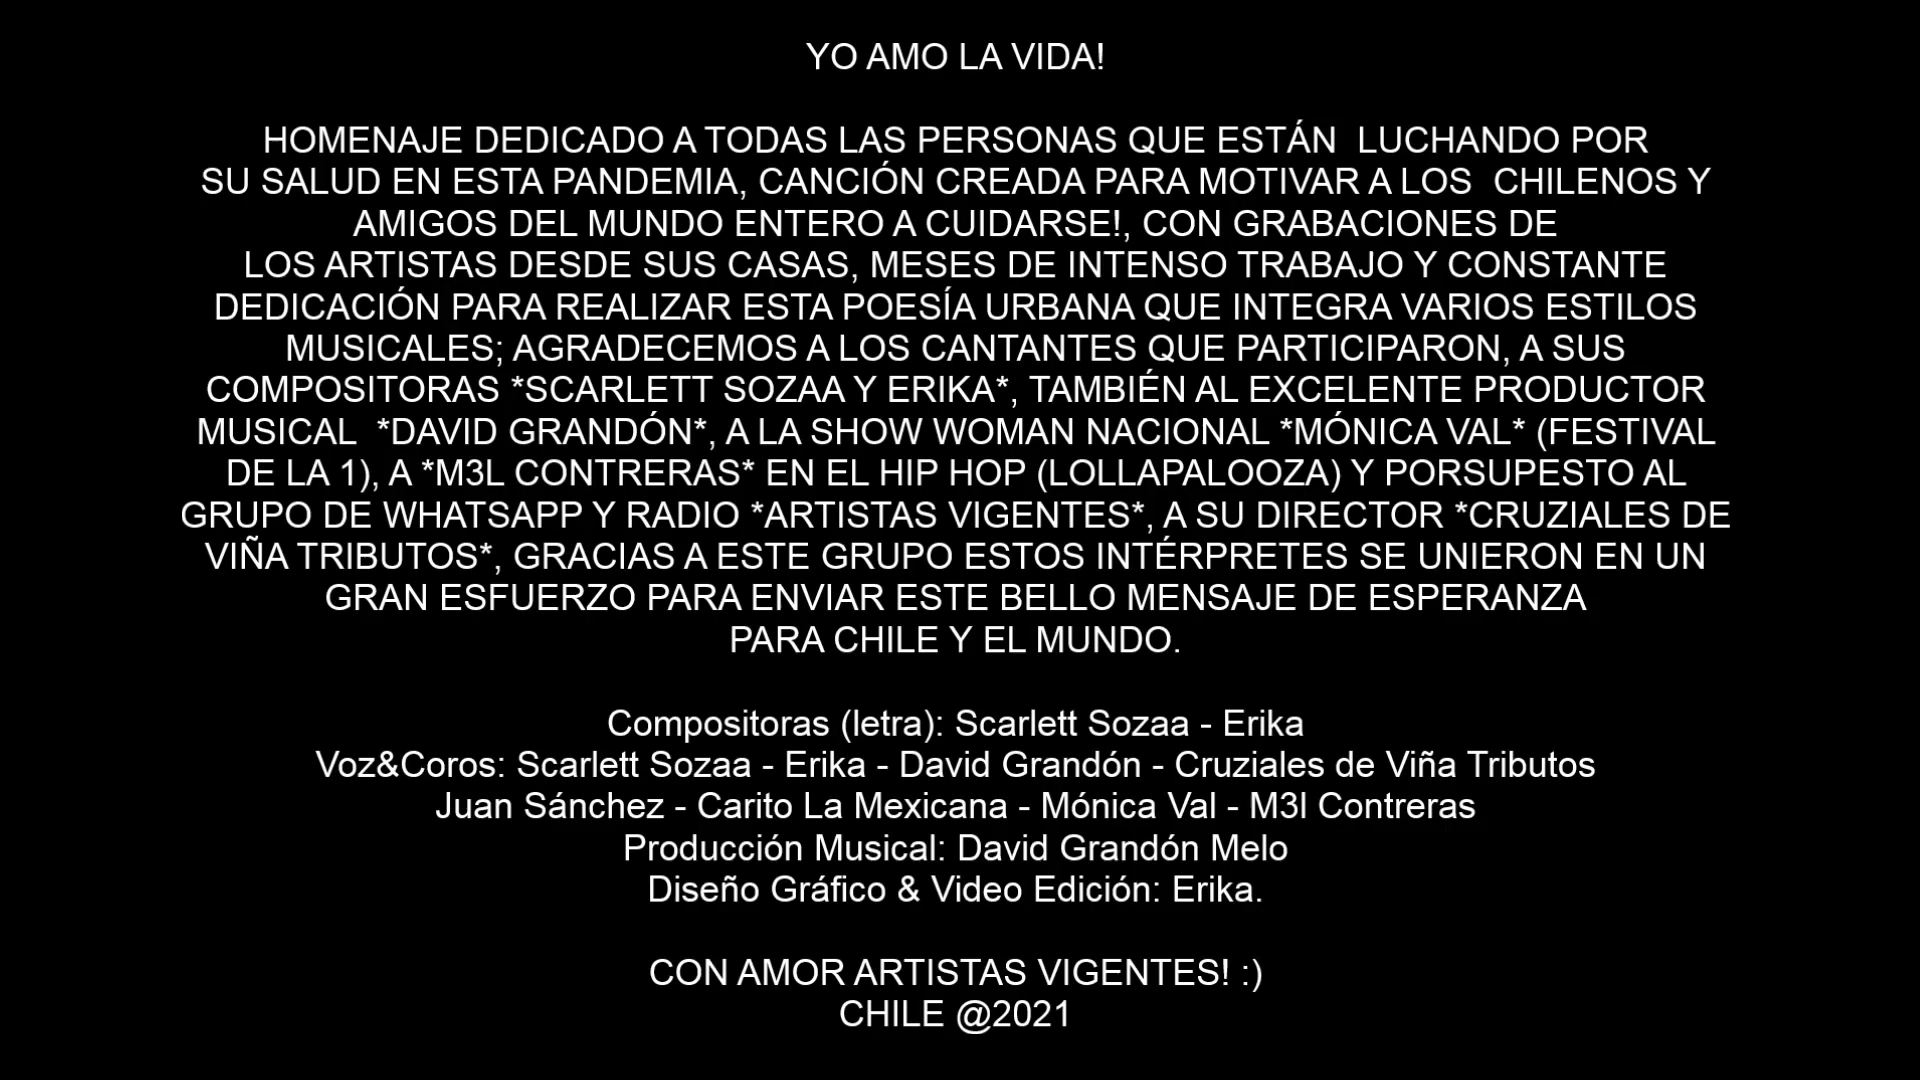 YO AMO LA VIDA!
HOMENAJE DEDICADO A TODAS LAS PERSONAS QUE ESTÁN  LUCHANDO POR
SU SALUD EN ESTA PANDEMIA, CANCIÓN CREADA PARA MOTIVAR A LOS  CHILENOS Y
AMIGOS DEL MUNDO ENTERO A CUIDARSE!, CON GRABACIONES DE
LOS ARTISTAS DESDE SUS CASAS, MESES DE INTENSO TRABAJO Y CONSTANTE
DEDICACIÓN PARA REALIZAR ESTA POESÍA URBANA QUE INTEGRA VARIOS ESTILOS
MUSICALES; AGRADECEMOS A LOS CANTANTES QUE PARTICIPARON, A SUS
COMPOSITORAS *SCARLETT SOZAA Y ERIKA*, TAMBIÉN AL EXCELENTE PRODUCTOR
MUSICAL  *DAVID GRANDÓN*, A LA SHOW WOMAN NACIONAL *MÓNICA VAL* (FESTIVAL
DE LA 1), A *M3L CONTRERAS* EN EL HIP HOP (LOLLAPALOOZA) Y PORSUPESTO AL
GRUPO DE WHATSAPP Y RADIO *ARTISTAS VIGENTES*, A SU DIRECTOR *CRUZIALES DE
VIÑA TRIBUTOS*, GRACIAS A ESTE GRUPO ESTOS INTÉRPRETES SE UNIERON EN UN
GRAN ESFUERZO PARA ENVIAR ESTE BELLO MENSAJE DE ESPERANZA
PARA CHILE Y EL MUNDO.
Compositoras (letra): Scarlett Sozaa - Erika
Voz&Coros: Scarlett Sozaa - Erika - David Grandón - Cruziales de Viña Tributos
Juan Sánchez - Carito La Mexicana - Mónica Val - M3l Contreras
Producción Musical: David Grandón Melo
Diseño Gráfico & Video Edición: Erika.
CON AMOR ARTISTAS VIGENTES! :)
CHILE @2021